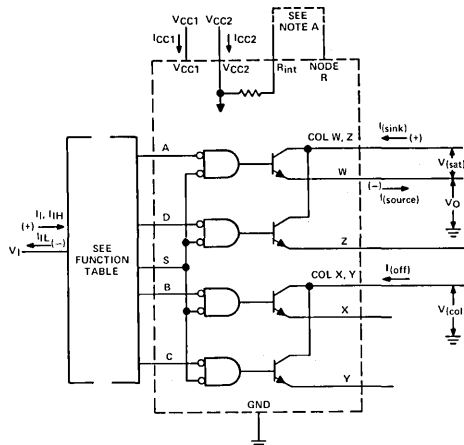 VCC1 VCC2
SEE
NOTE A
ICC1
ICC2
VCC1
VCC2
Rint
NODE
R
A
COL W, Z
I(sink)
(+)
V(sat)
W
(−)
I(source)
VO
D
Z
II, IIH
(+)
IIL(−)
VI
SEE
FUNCTION
TABLE
S
B
COL X, Y
I(off)
X
V(col)
C
Y
GND